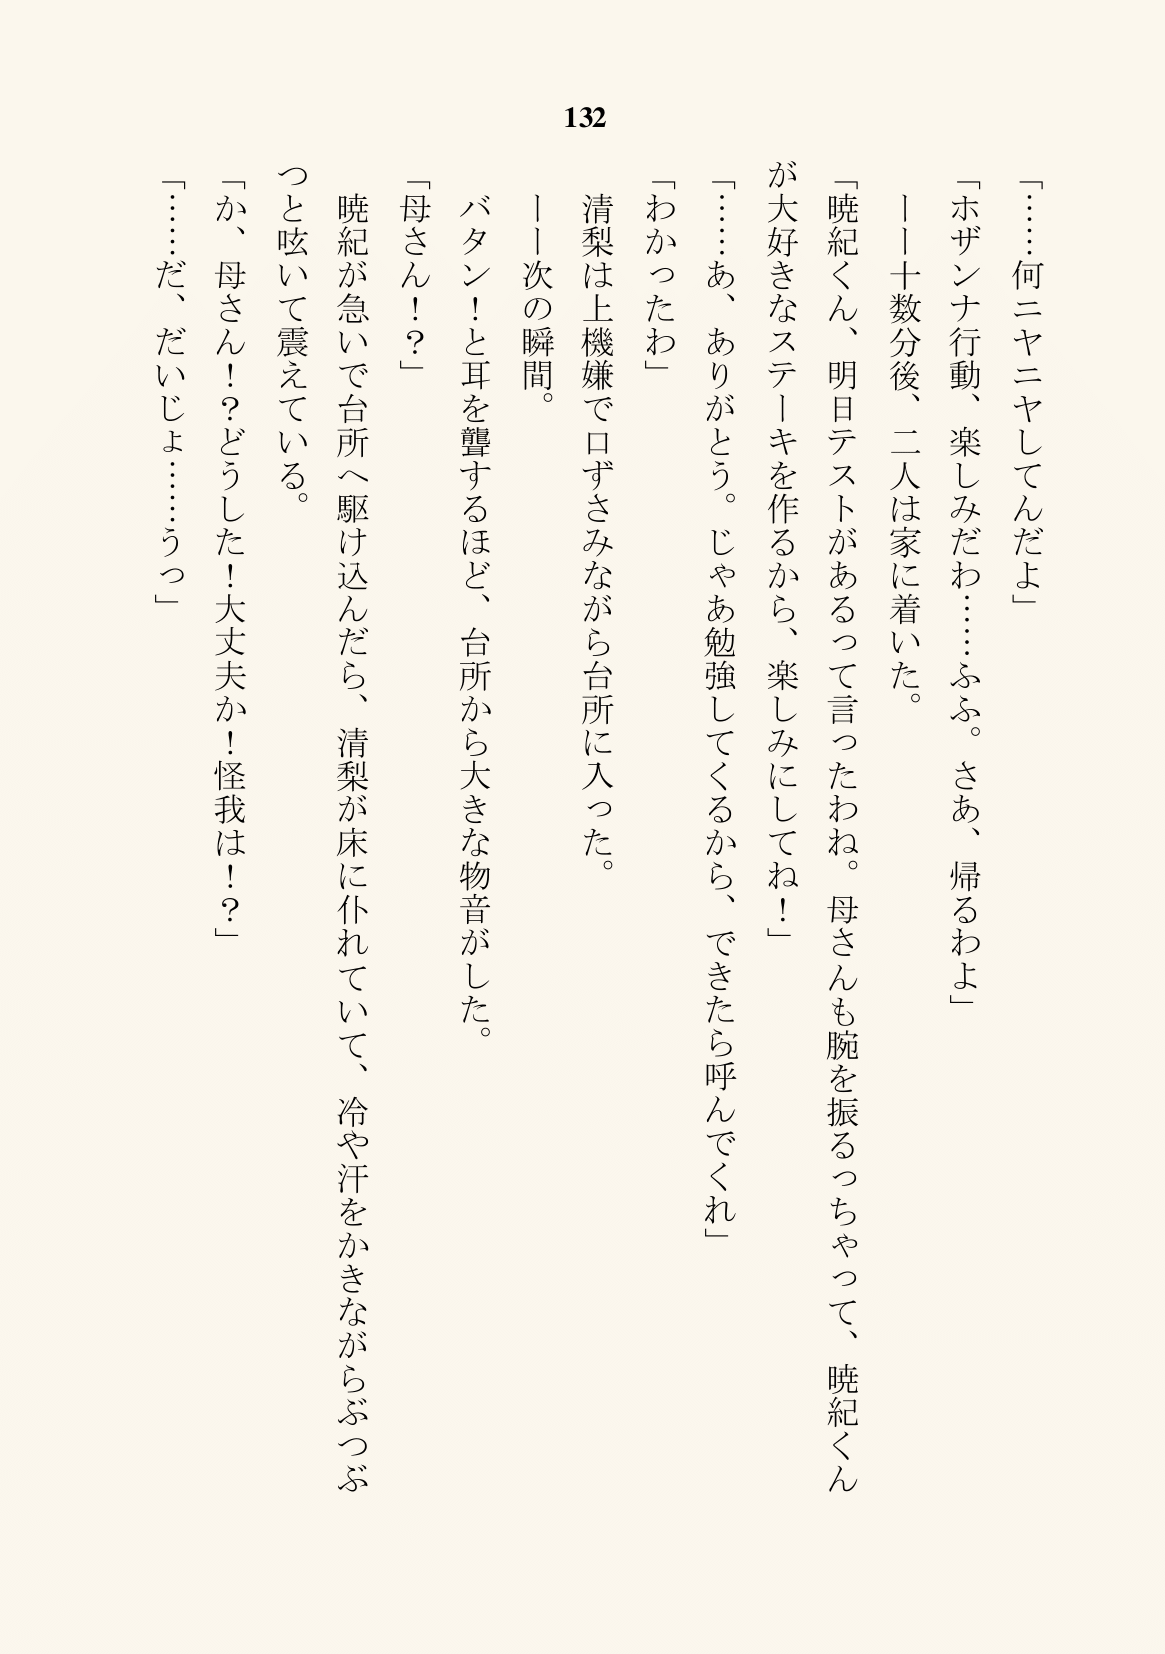 132
「……何ニヤニヤしてんだよ」
「ホザンナ行動、楽しみだわ……ふふ。さあ、帰るわよ」
　ーー十数分後、二人は家に着いた。
「暁紀くん、明日テストがあるって言ったわね。母さんも腕を振るっちゃって、暁紀くん
が大好きなステーキを作るから、楽しみにしてね！」
「……あ、ありがとう。じゃあ勉強してくるから、できたら呼んでくれ」
「わかったわ」
　清梨は上機嫌で口ずさみながら台所に入った。
　ーー次の瞬間。
　バタン！と耳を聾するほど、台所から大きな物音がした。
「母さん！？」
　暁紀が急いで台所へ駆け込んだら、清梨が床に仆れていて、冷や汗をかきながらぶつぶ
つと呟いて震えている。
「か、母さん！？どうした！大丈夫か！怪我は！？」
「……だ、だいじょ……うっ」